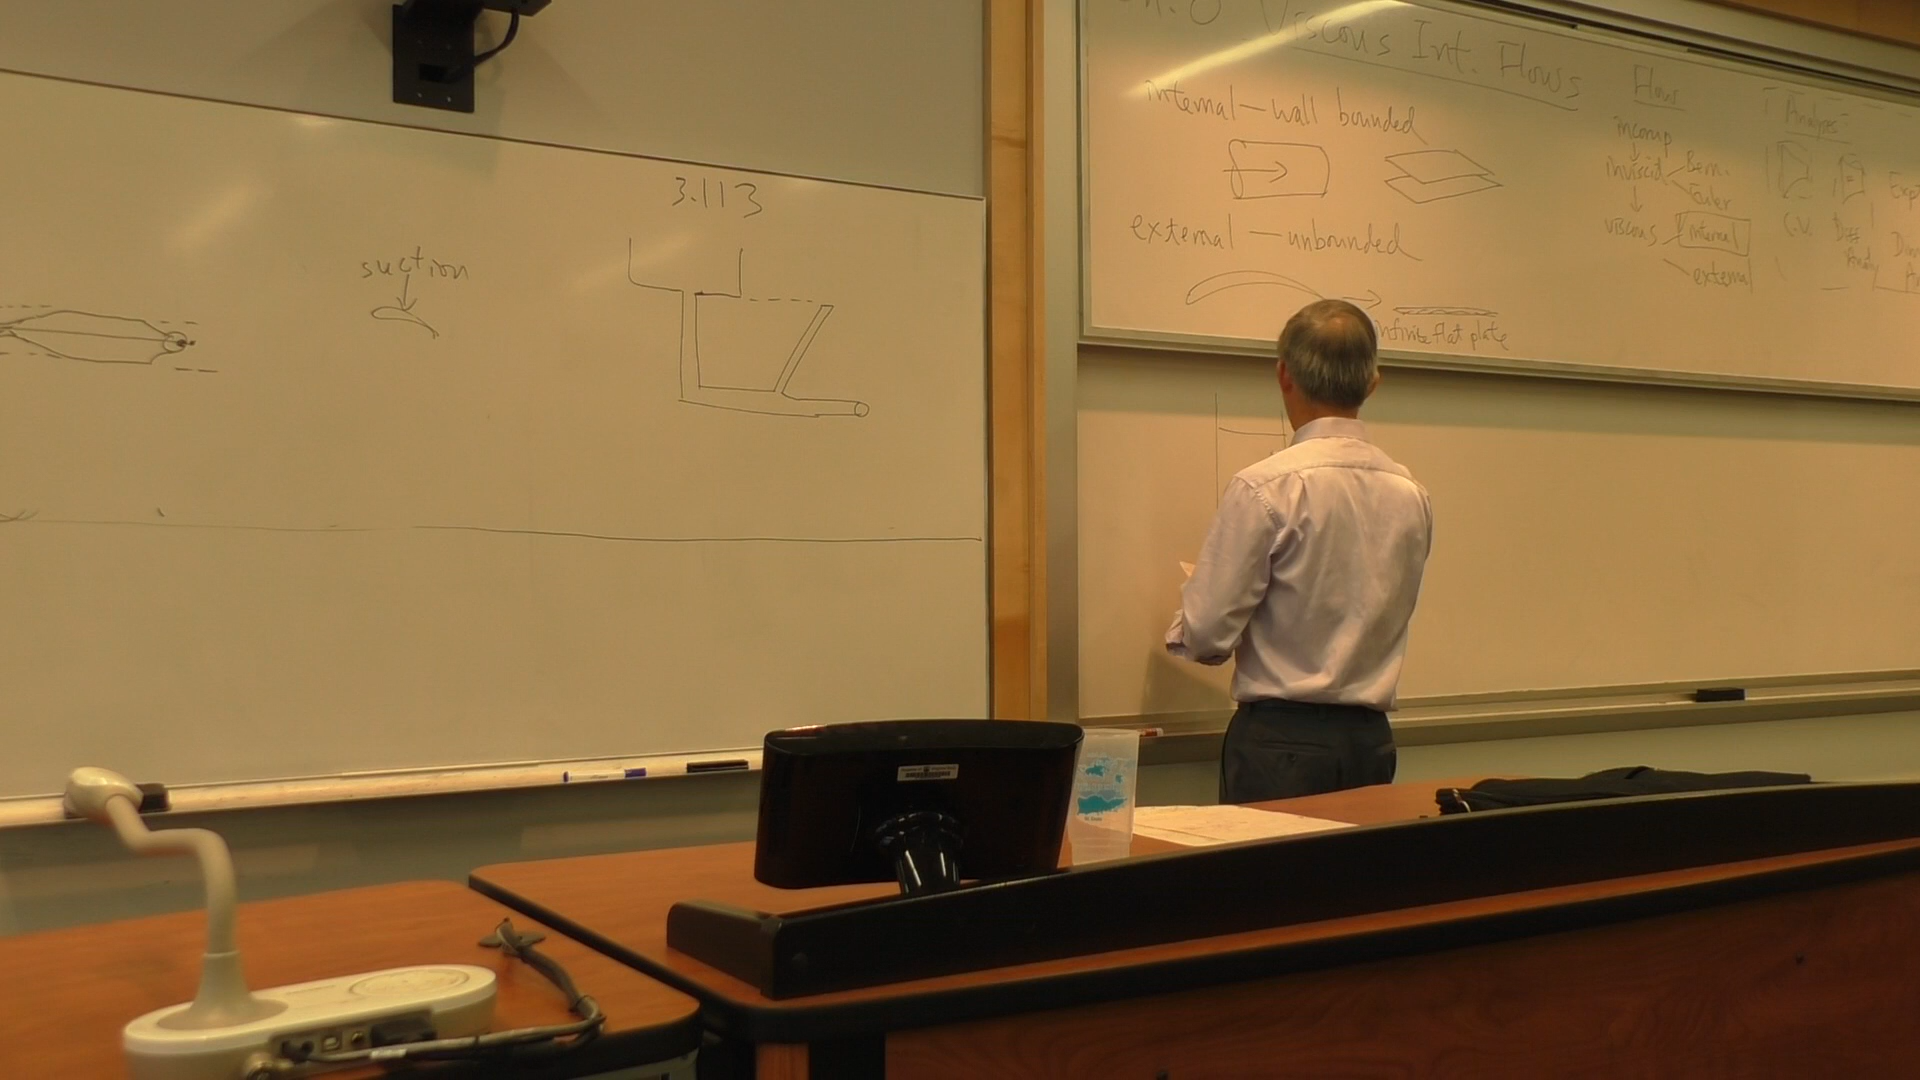 3.113
suction
Viscous Int. Flows
internal — wall bounded
external — unbounded
infinite flat plate
Flow
incomp
inviscid
Bern.
Euler
viscous
internal
external
Analyses
C.V.
Diff